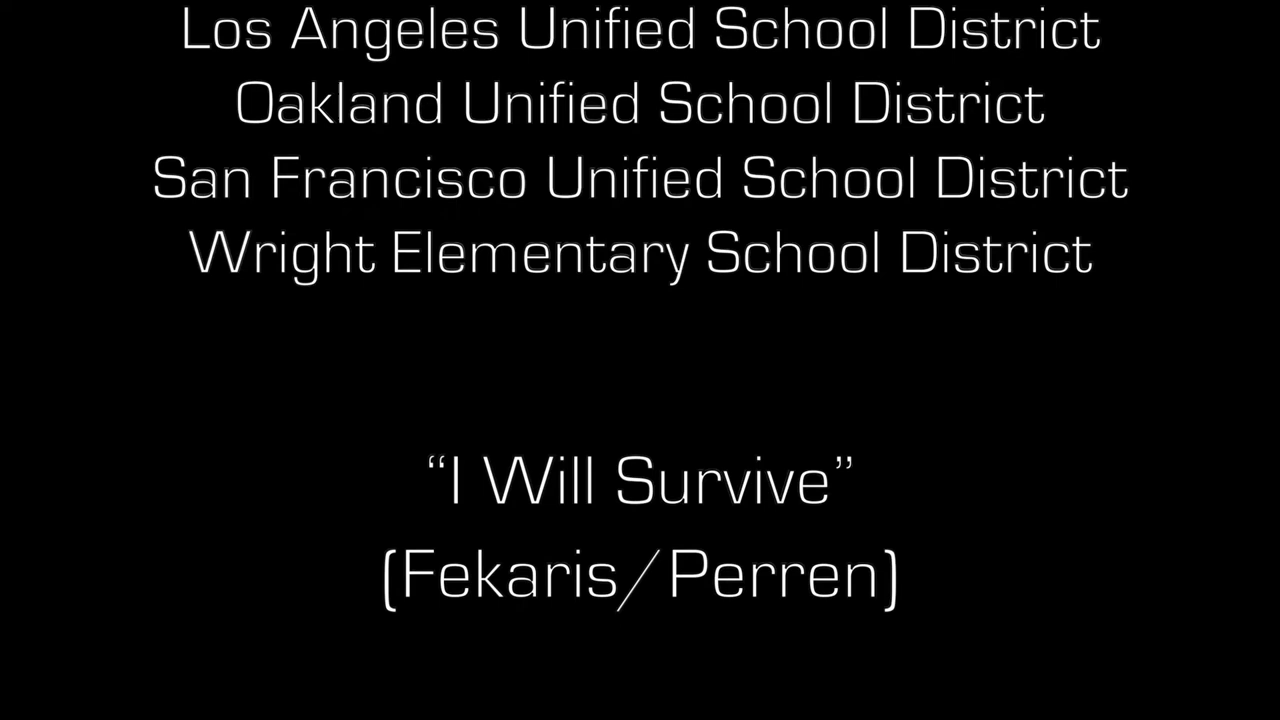 Los Angeles Unified School District
Oakland Unified School District
San Francisco Unified School District
Wright Elementary School District
“I Will Survive”
(Fekaris/Perren)